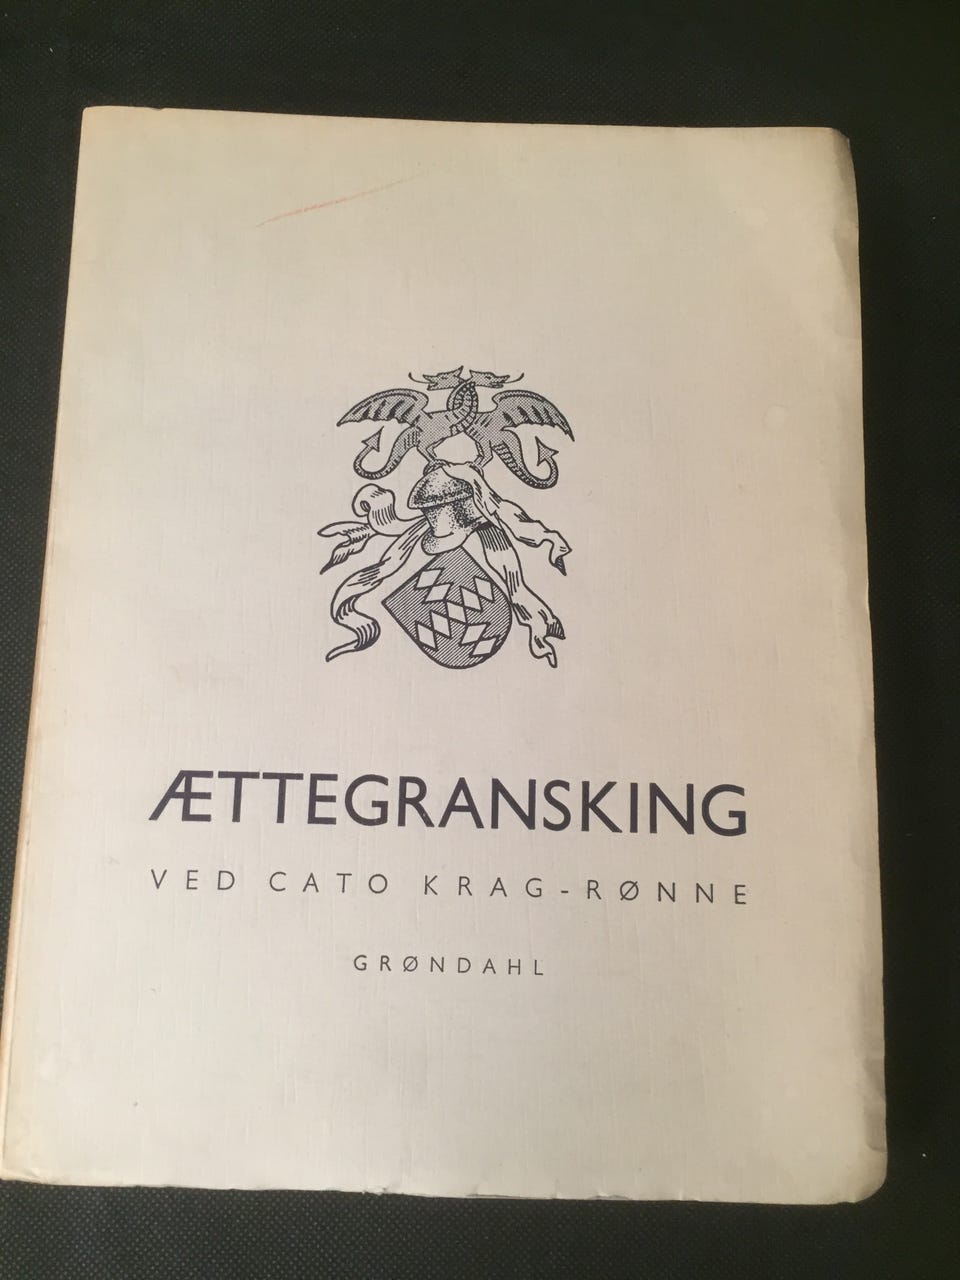 ÆTTEGRANSKING
VED CATO KRAG-RØNNE
GRØNDAHL